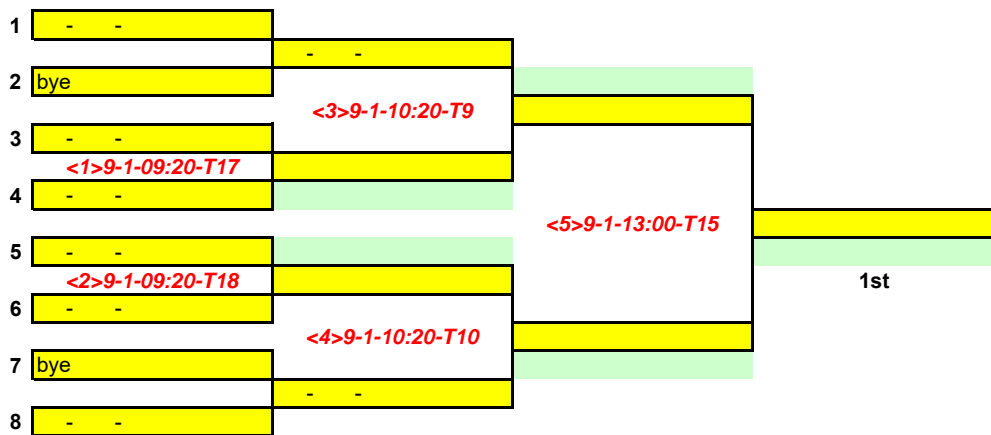 1 - -
- -
2 bye
<3>9-1-10:20-T9
3 - -
<1>9-1-09:20-T17
4 - -
<5>9-1-13:00-T15
5 - -
<2>9-1-09:20-T18
1st
6 - -
<4>9-1-10:20-T10
7 bye
- -
8 - -